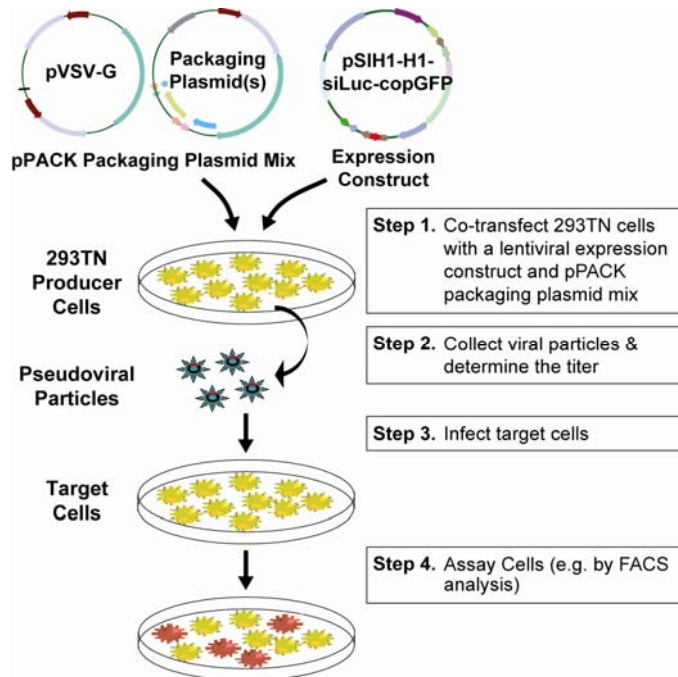 pVSV-G
Packaging
Plasmid(s)
pSIH1-H1-
siLuc-copGFP
pPACK Packaging Plasmid Mix
Expression
Construct
293TN
Producer
Cells
Step 1. Co-transfect 293TN cells
with a lentiviral expression
construct and pPACK
packaging plasmid mix
Step 2. Collect viral particles &
determine the titer
Pseudoviral
Particles
Step 3. Infect target cells
Target
Cells
Step 4. Assay Cells (e.g. by FACS
analysis)